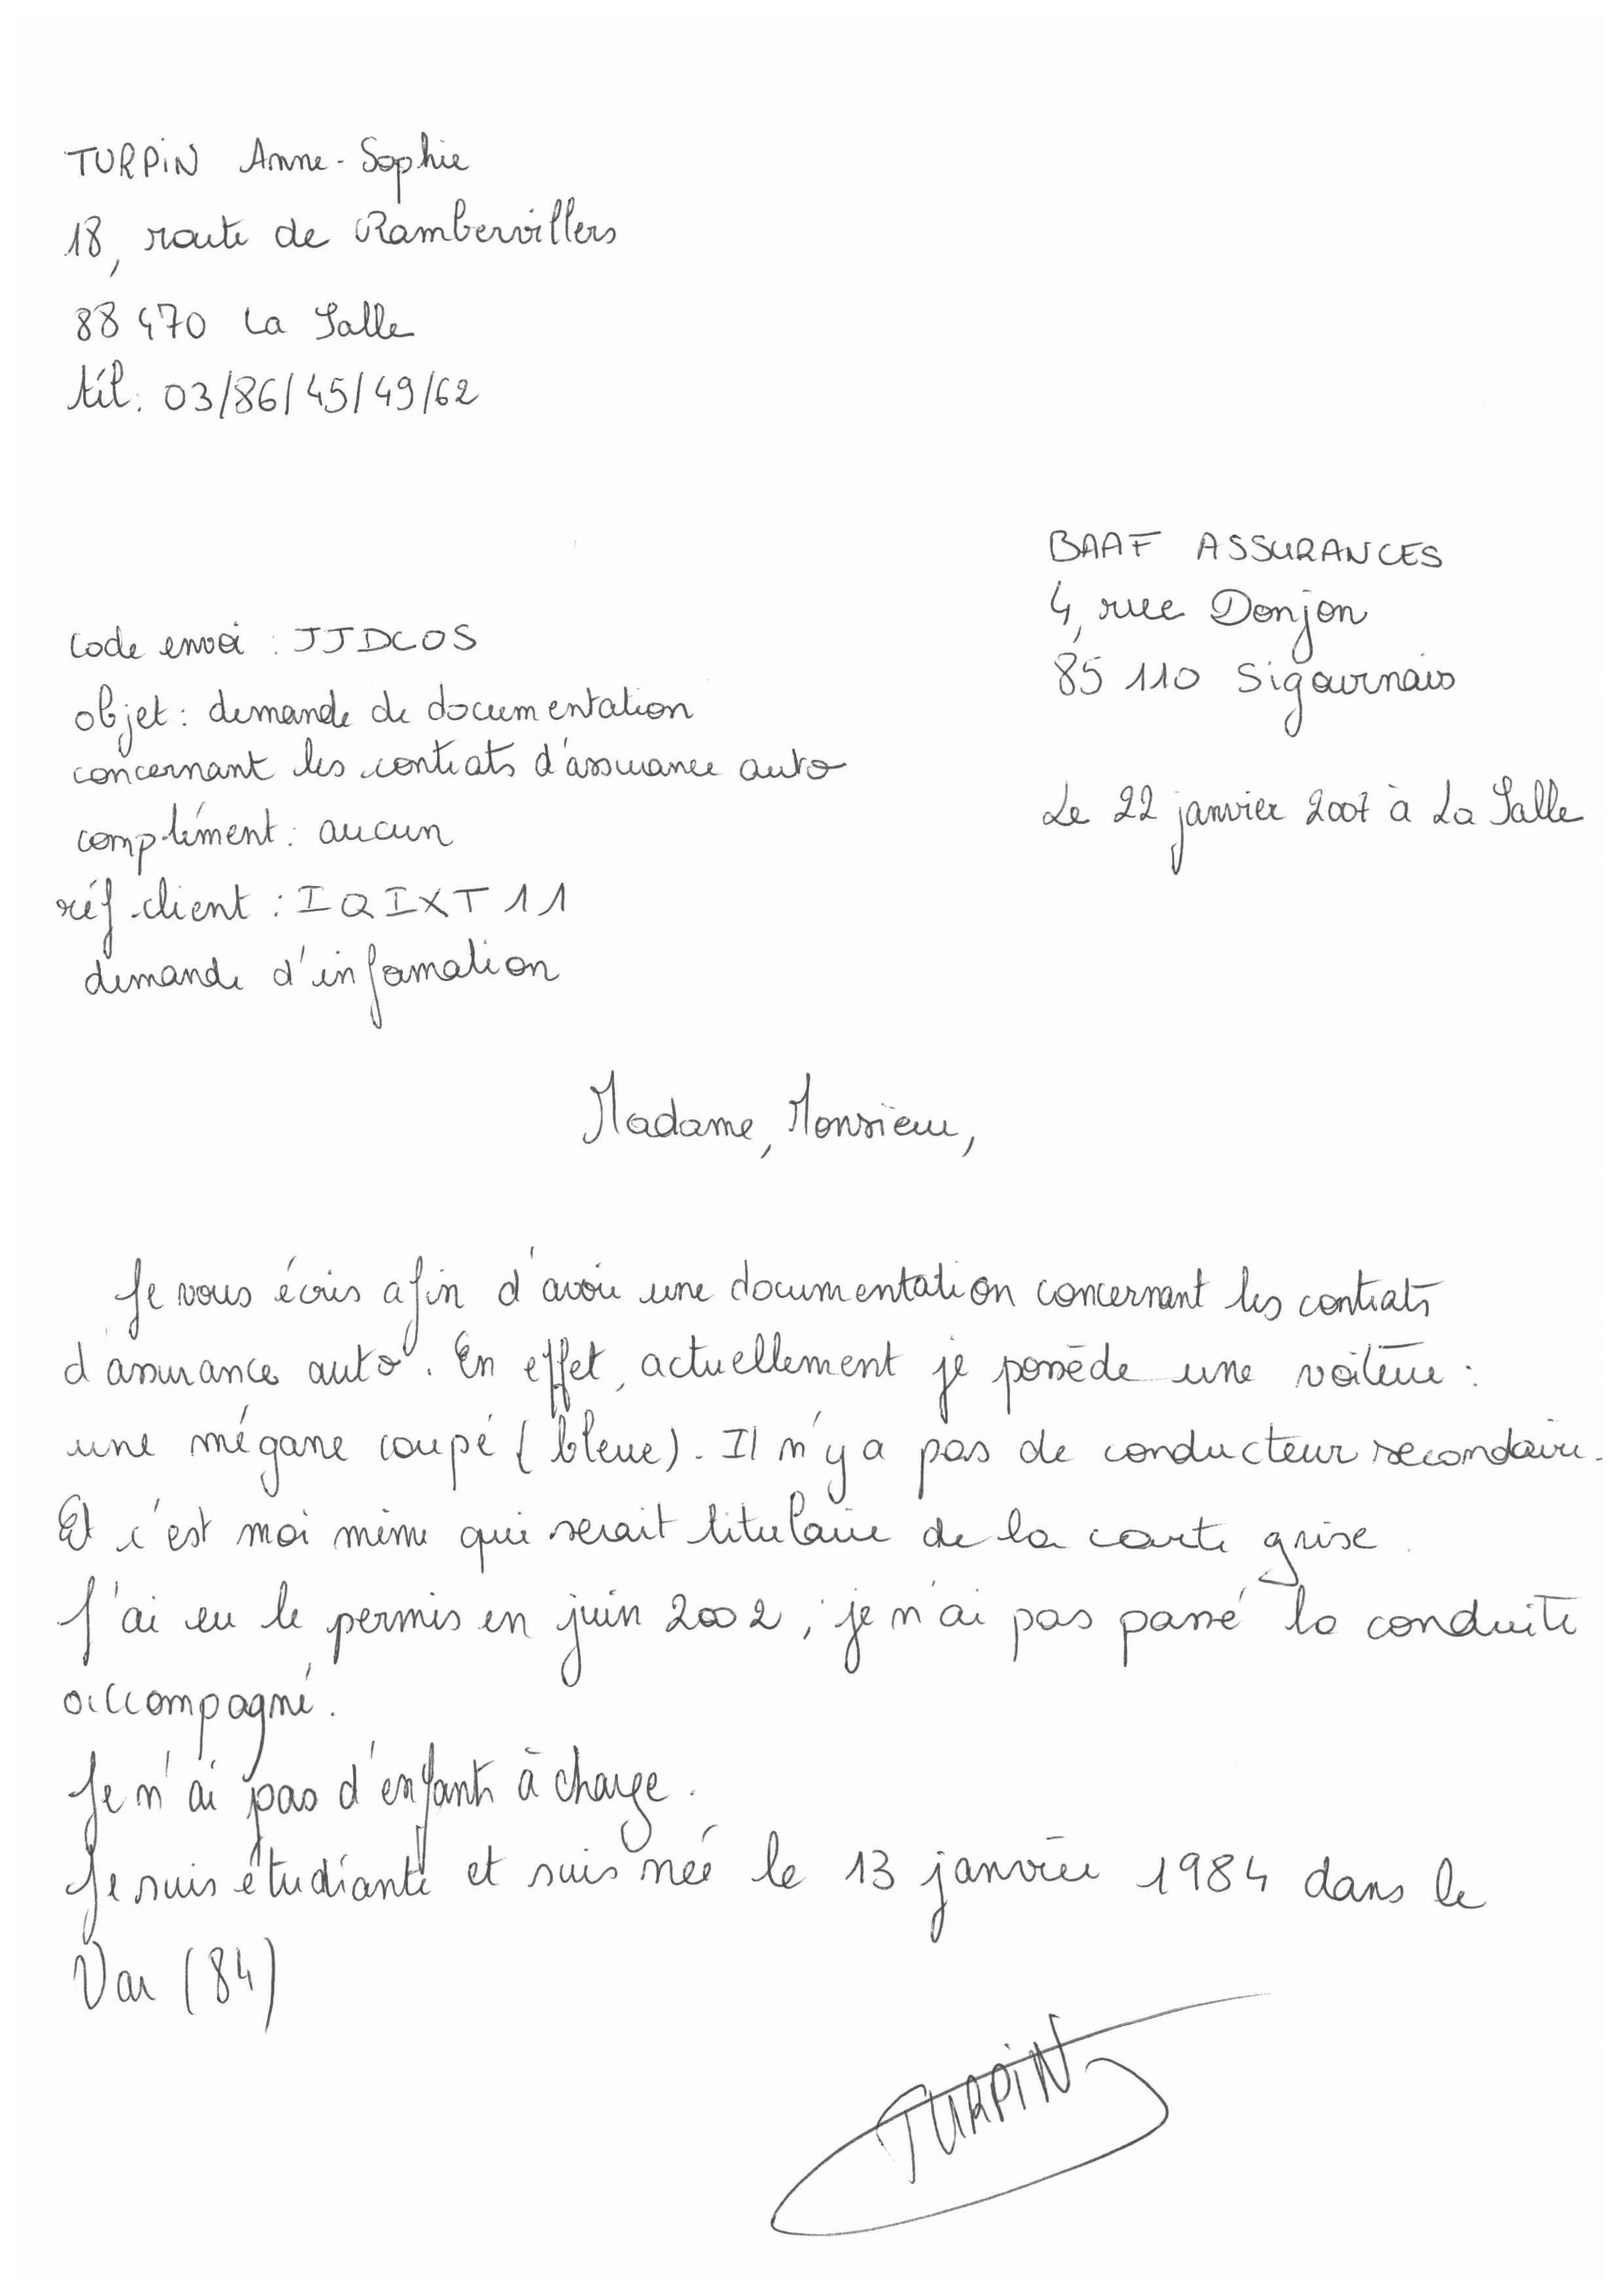 TURPIN Anne-Sophie
18, route de Rambervillers
88 470 La Salle
tél. 03/86/45/49/62
BAAF ASSURANCES
4, rue Donjon
85 110 Sigournais
Le 22 janvier 2007 à La Salle
Code envoi : JJDCOS
objet : demande de documentation
concernant les contrats d'assurance auto
complément : aucun
réf client : IQIXT11
demande d'infomation
Madame, Monsieur,
Je vous écris afin d'avoir une documentation concernant les contrats
d'assurance auto. En effet, actuellement je possède une voiture :
une mégane coupé (bleue). Il n'y a pas de conducteur secondaire.
Et c'est moi même qui serait titulaire de la carte grise.
J'ai eu le permis en juin 2002, je n'ai pas passé la conduite
accompagné.
Je n'ai pas d'enfants à charge.
Je suis étudiante et suis née le 13 janvier 1984 dans le
Var (84)
TURPIN